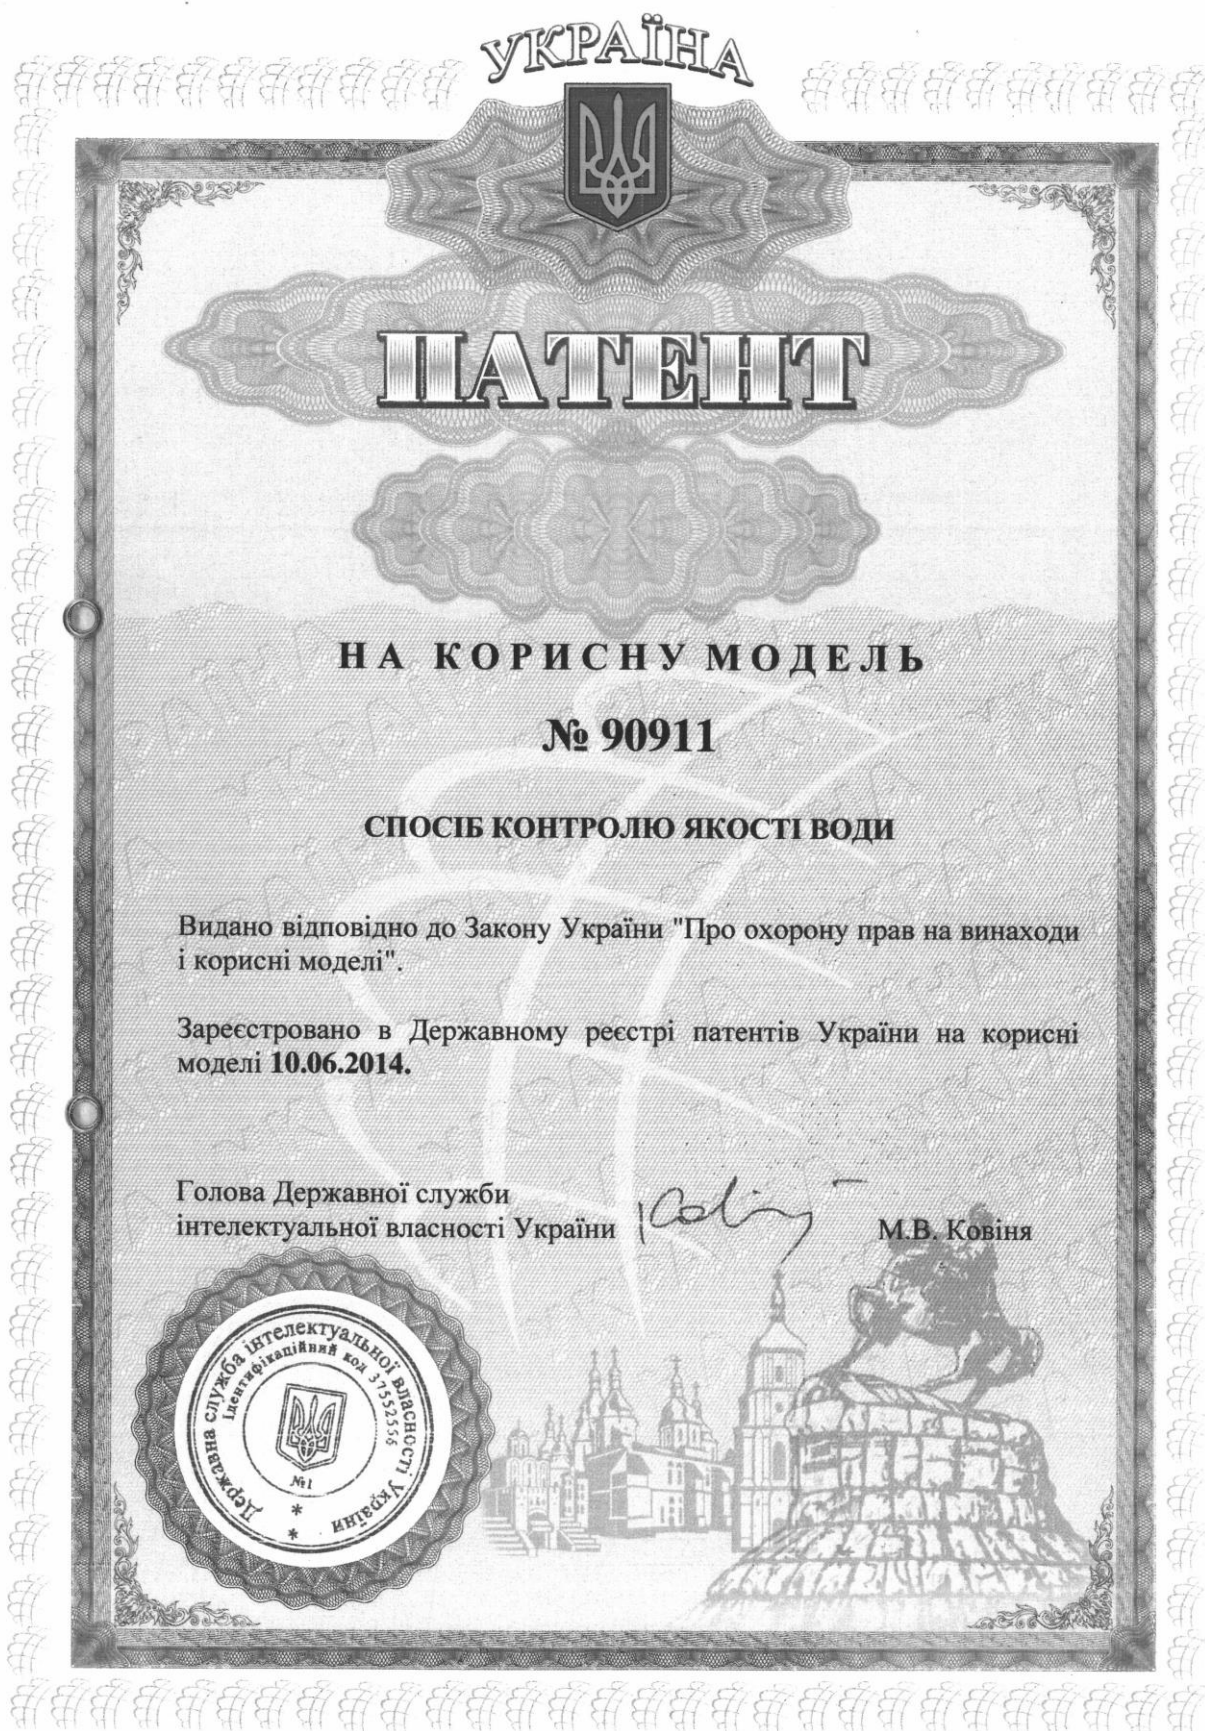 УКРАЇНА
ПАТЕНТ
НА КОРИСНУ МОДЕЛЬ
№ 90911
СПОСІБ КОНТРОЛЮ ЯКОСТІ ВОДИ
Видано відповідно до Закону України "Про охорону прав на винаходи
і корисні моделі".
Зареєстровано в Державному реєстрі патентів України на корисні
моделі 10.06.2014.
Голова Державної служби
інтелектуальної власності України
М.В. Ковіня
Державна служба інтелектуальної власності України
Ідентифікаційний код 37552556
№1